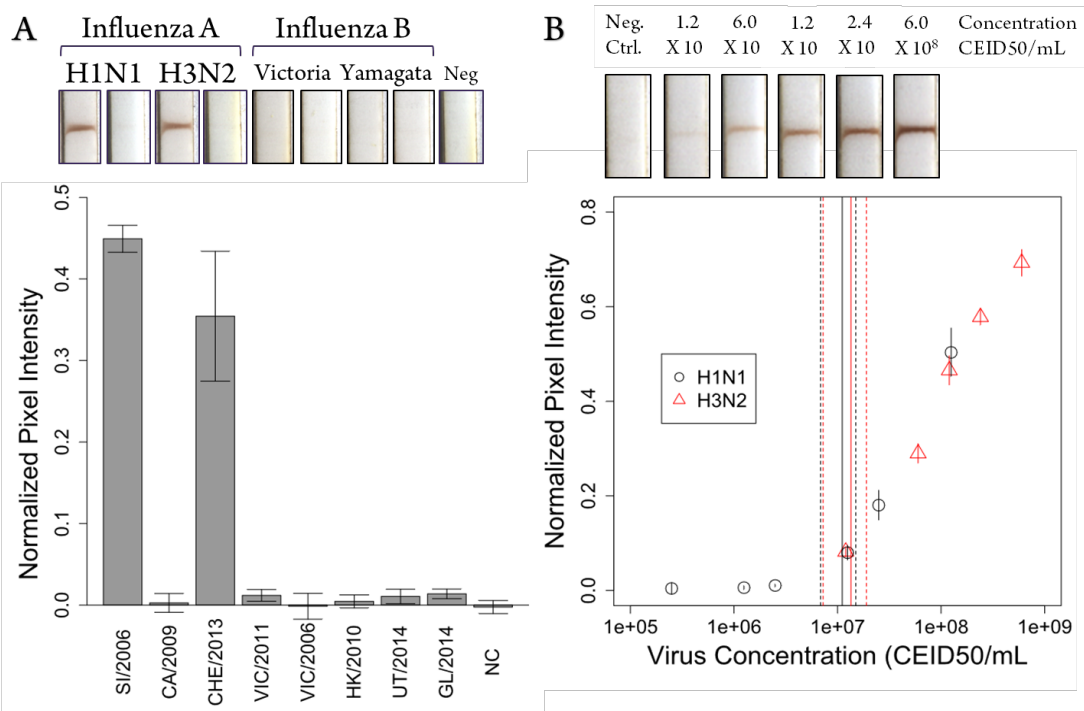 A
Influenza A
Influenza B
H1N1
H3N2
Victoria
Yamagata
Neg
Normalized Pixel Intensity
0.5
0.4
0.3
0.2
0.1
0.0
SI/2006
CA/2009
CHE/2013
VIC/2011
VIC/2006
HK/2010
UT/2014
GL/2014
NC
B
Neg. 1.2 6.0 1.2 2.4 6.0 Concentration
Ctrl. X 10 X 10 X 10 X 10 X 10⁸ CEID50/mL
Normalized Pixel Intensity
0.8
0.6
0.4
0.2
0.0
H1N1
H3N2
1e+05 1e+06 1e+07 1e+08 1e+09
Virus Concentration (CEID50/mL